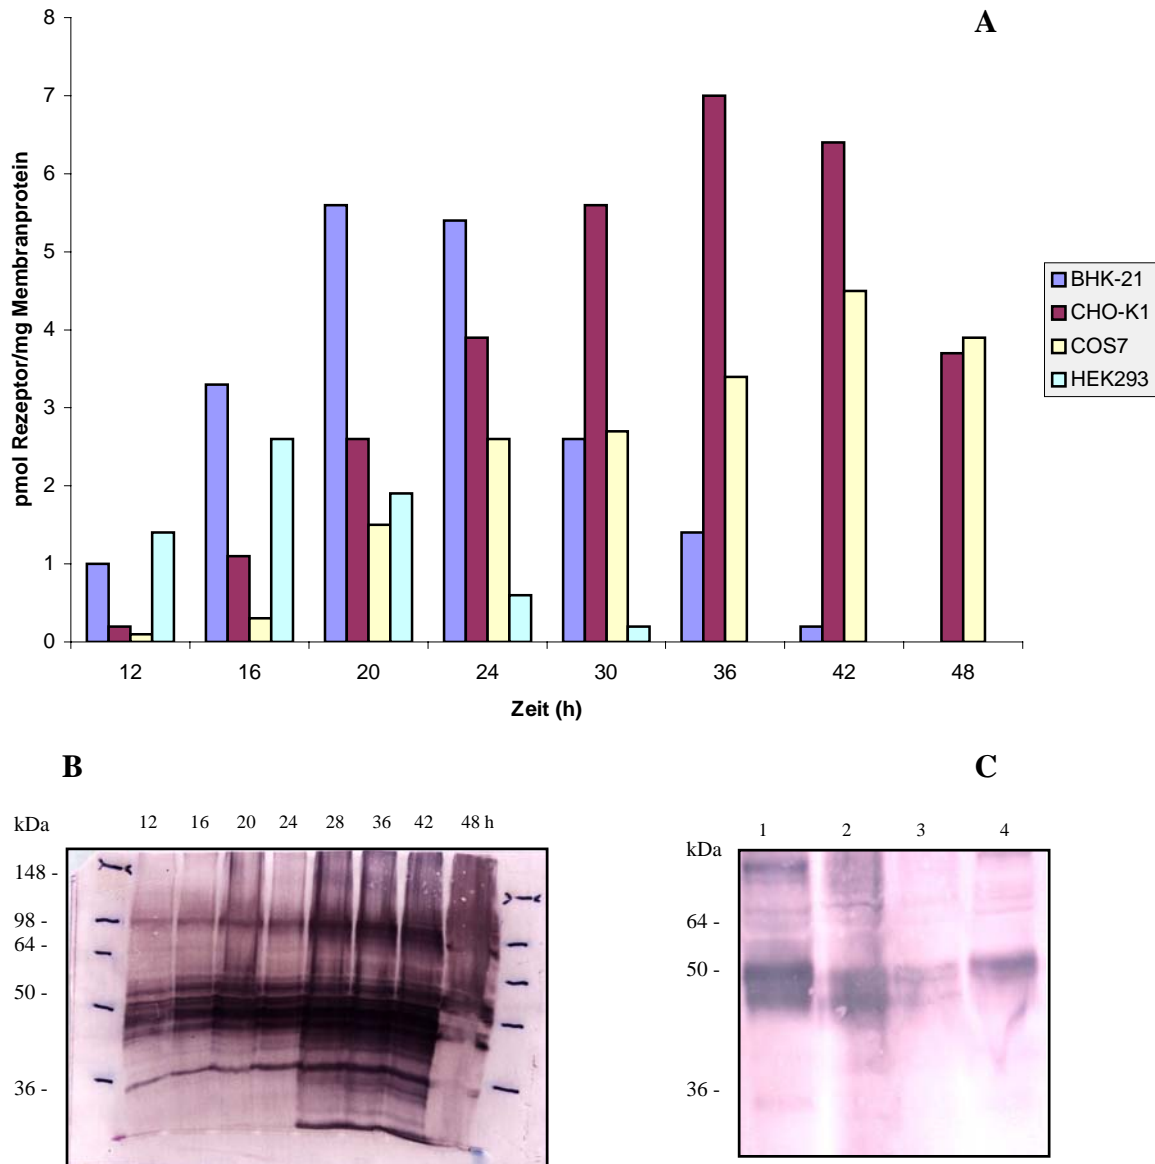 A
8
7
6
5
4
3
2
1
0
pmol Rezeptor/mg Membranprotein
12 16 20 24 30 36 42 48
Zeit (h)
BHK-21
CHO-K1
COS7
HEK293
B
kDa 12 16 20 24 28 36 42 48 h
148 -
98 -
64 -
50 -
36 -
C
1 2 3 4
kDa
64 -
50 -
36 -